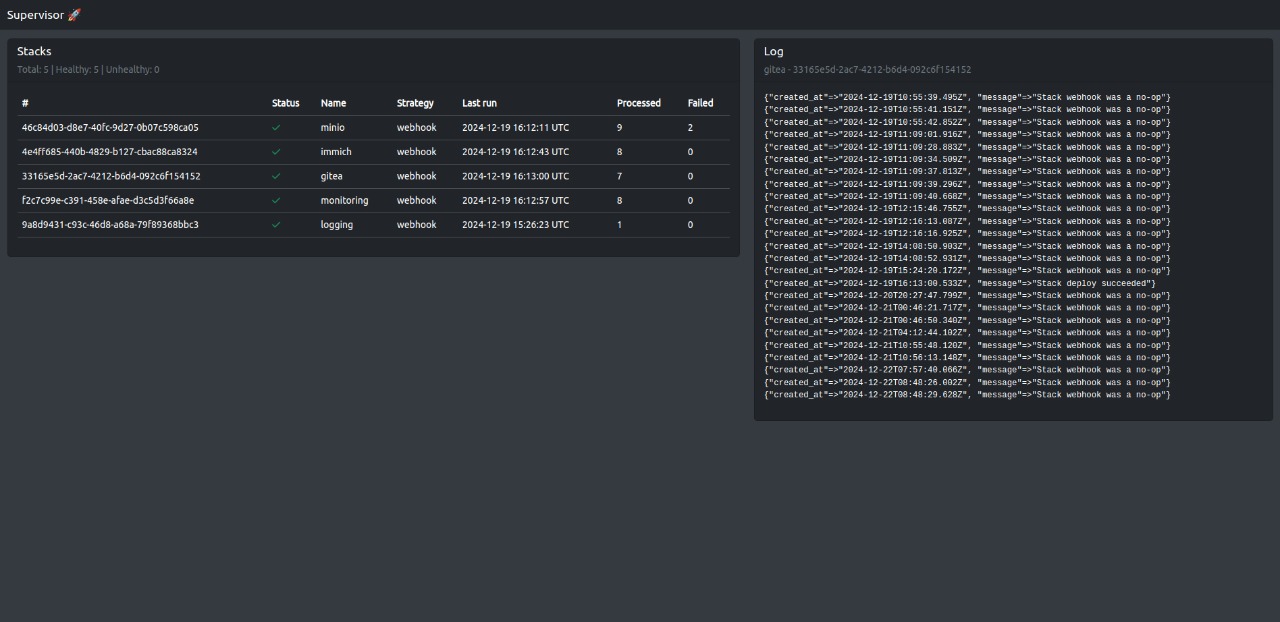 Supervisor 🚀
Stacks
Total: 5 | Healthy: 5 | Unhealthy: 0
# Status Name Strategy Last run Processed Failed
46c84d03-d8e7-40fc-9d27-0b07c598ca05 ✓ minio webhook 2024-12-19 16:12:11 UTC 9 2
4e4ff685-440b-4829-b127-cbac88ca8324 ✓ immich webhook 2024-12-19 16:12:43 UTC 8 0
33165e5d-2ac7-4212-b6d4-092c6f154152 ✓ gitea webhook 2024-12-19 16:13:00 UTC 7 0
f2c7c99e-c391-458e-afae-d3c5d3f66a8e ✓ monitoring webhook 2024-12-19 16:12:57 UTC 8 0
9a8d9431-c93c-46d8-a68a-79f89368bbc3 ✓ logging webhook 2024-12-19 15:26:23 UTC 1 0
Log
gitea - 33165e5d-2ac7-4212-b6d4-092c6f154152
{"created_at"=>"2024-12-19T10:55:39.495Z", "message"=>"Stack webhook was a no-op"}
{"created_at"=>"2024-12-19T10:55:41.151Z", "message"=>"Stack webhook was a no-op"}
{"created_at"=>"2024-12-19T10:55:42.852Z", "message"=>"Stack webhook was a no-op"}
{"created_at"=>"2024-12-19T11:09:01.916Z", "message"=>"Stack webhook was a no-op"}
{"created_at"=>"2024-12-19T11:09:28.883Z", "message"=>"Stack webhook was a no-op"}
{"created_at"=>"2024-12-19T11:09:34.509Z", "message"=>"Stack webhook was a no-op"}
{"created_at"=>"2024-12-19T11:09:37.813Z", "message"=>"Stack webhook was a no-op"}
{"created_at"=>"2024-12-19T11:09:39.296Z", "message"=>"Stack webhook was a no-op"}
{"created_at"=>"2024-12-19T11:09:40.668Z", "message"=>"Stack webhook was a no-op"}
{"created_at"=>"2024-12-19T12:15:46.755Z", "message"=>"Stack webhook was a no-op"}
{"created_at"=>"2024-12-19T12:16:13.087Z", "message"=>"Stack webhook was a no-op"}
{"created_at"=>"2024-12-19T12:16:16.925Z", "message"=>"Stack webhook was a no-op"}
{"created_at"=>"2024-12-19T14:08:50.903Z", "message"=>"Stack webhook was a no-op"}
{"created_at"=>"2024-12-19T14:08:52.931Z", "message"=>"Stack webhook was a no-op"}
{"created_at"=>"2024-12-19T15:24:20.172Z", "message"=>"Stack webhook was a no-op"}
{"created_at"=>"2024-12-19T16:13:00.533Z", "message"=>"Stack deploy succeeded"}
{"created_at"=>"2024-12-20T20:27:47.799Z", "message"=>"Stack webhook was a no-op"}
{"created_at"=>"2024-12-21T00:46:21.717Z", "message"=>"Stack webhook was a no-op"}
{"created_at"=>"2024-12-21T00:46:50.340Z", "message"=>"Stack webhook was a no-op"}
{"created_at"=>"2024-12-21T04:12:44.102Z", "message"=>"Stack webhook was a no-op"}
{"created_at"=>"2024-12-21T10:55:48.120Z", "message"=>"Stack webhook was a no-op"}
{"created_at"=>"2024-12-21T10:56:13.148Z", "message"=>"Stack webhook was a no-op"}
{"created_at"=>"2024-12-22T07:57:40.066Z", "message"=>"Stack webhook was a no-op"}
{"created_at"=>"2024-12-22T08:48:26.002Z", "message"=>"Stack webhook was a no-op"}
{"created_at"=>"2024-12-22T08:48:29.628Z", "message"=>"Stack webhook was a no-op"}